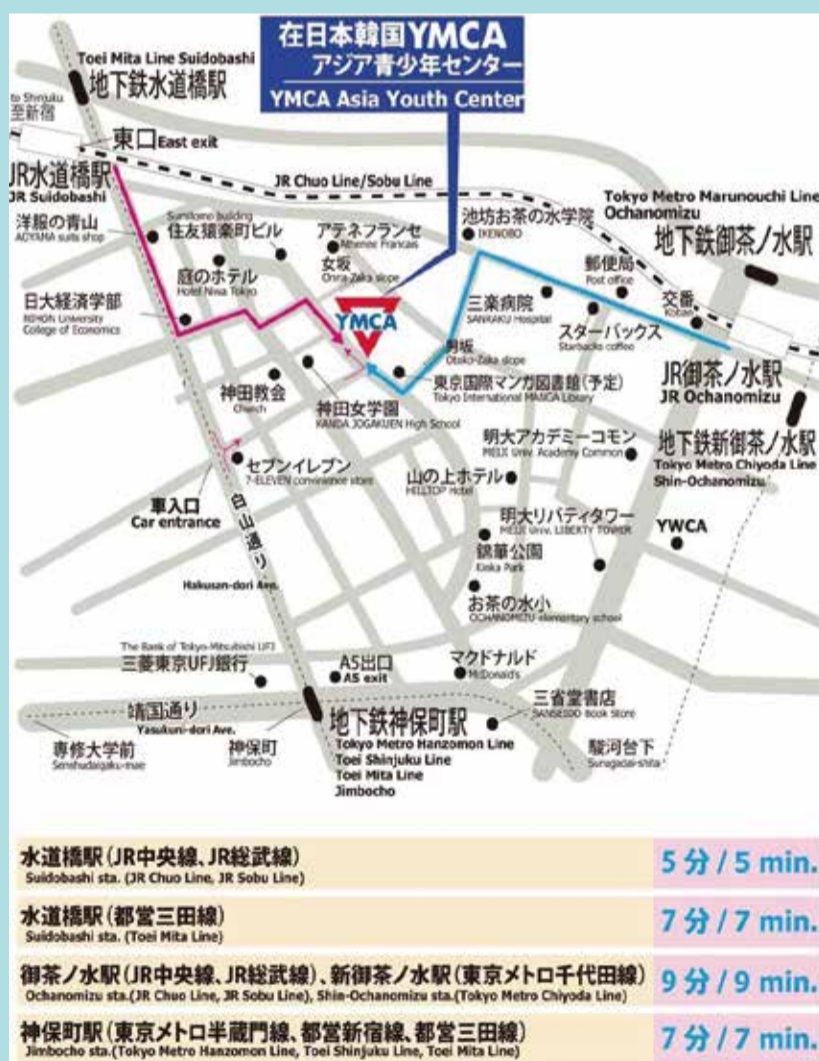 在日本韓国YMCA
アジア青少年センター
YMCA Asia Youth Center
Toei Mita Line Suidobashi
地下鉄水道橋駅
to Shinjuku
至新宿
東口 East exit
JR水道橋駅
JR Suidobashi
JR Chuo Line/Sobu Line
Tokyo Metro Marunouchi Line
Ochanomizu
地下鉄御茶ノ水駅
洋服の青山
AOYAMA suits shop
Sumitomo building
住友猿楽町ビル
アテネフランセ
Athenee Francais
池坊お茶の水学院
IKENOBO
庭のホテル
Hotel Niwa Tokyo
女坂
Onna-Zaka slope
郵便局
Post office
交番
Koban
日大経済学部
NIHON University
College of Economics
YMCA
三楽病院
SANRAKU Hospital
スターバックス
Starbucks coffee
男坂
Otoko-Zaka slope
JR御茶ノ水駅
JR Ochanomizu
東京国際マンガ図書館(予定)
Tokyo International MANGA Library
神田教会
Church
神田女学園
KANDA JOGAKUEN High School
地下鉄新御茶ノ水駅
Tokyo Metro Chiyoda Line
Shin-Ochanomizu
明大アカデミーコモン
MEIJI Univ. Academy Common
セブンイレブン
7-ELEVEN convenience store
山の上ホテル
HILLTOP Hotel
車入口
Car entrance
白山通り
Hakusan-dori Ave.
明大リバティタワー
MEIJI Univ. LIBERTY TOWER
YWCA
錦華公園
Kinka Park
お茶の水小
OCHANOMIZU elementary school
The Bank of Tokyo-Mitsubishi UFJ
三菱東京UFJ銀行
A5出口
A5 exit
マクドナルド
McDonald's
靖国通り
Yasukuni-dori Ave.
三省堂書店
SANSEIDO Book Store
専修大学前
Senshudaigaku-mae
神保町
Jimbocho
地下鉄神保町駅
Tokyo Metro Hanzomon Line
Toei Shinjuku Line
Toei Mita Line
Jimbocho
駿河台下
Surugadai-shita
水道橋駅(JR中央線、JR総武線) 5 分 / 5 min.
Suidobashi sta. (JR Chuo Line, JR Sobu Line)
水道橋駅(都営三田線) 7 分 / 7 min.
Suidobashi sta. (Toei Mita Line)
御茶ノ水駅(JR中央線、JR総武線)、新御茶ノ水駅(東京メトロ千代田線) 9 分 / 9 min.
Ochanomizu sta.(JR Chuo Line, JR Sobu Line), Shin-Ochanomizu sta.(Tokyo Metro Chiyoda Line)
神保町駅(東京メトロ半蔵門線、都営新宿線、都営三田線) 7 分 / 7 min.
Jimbocho sta.(Tokyo Metro Hanzomon Line, Toei Shinjuku Line, Toei Mita Line)